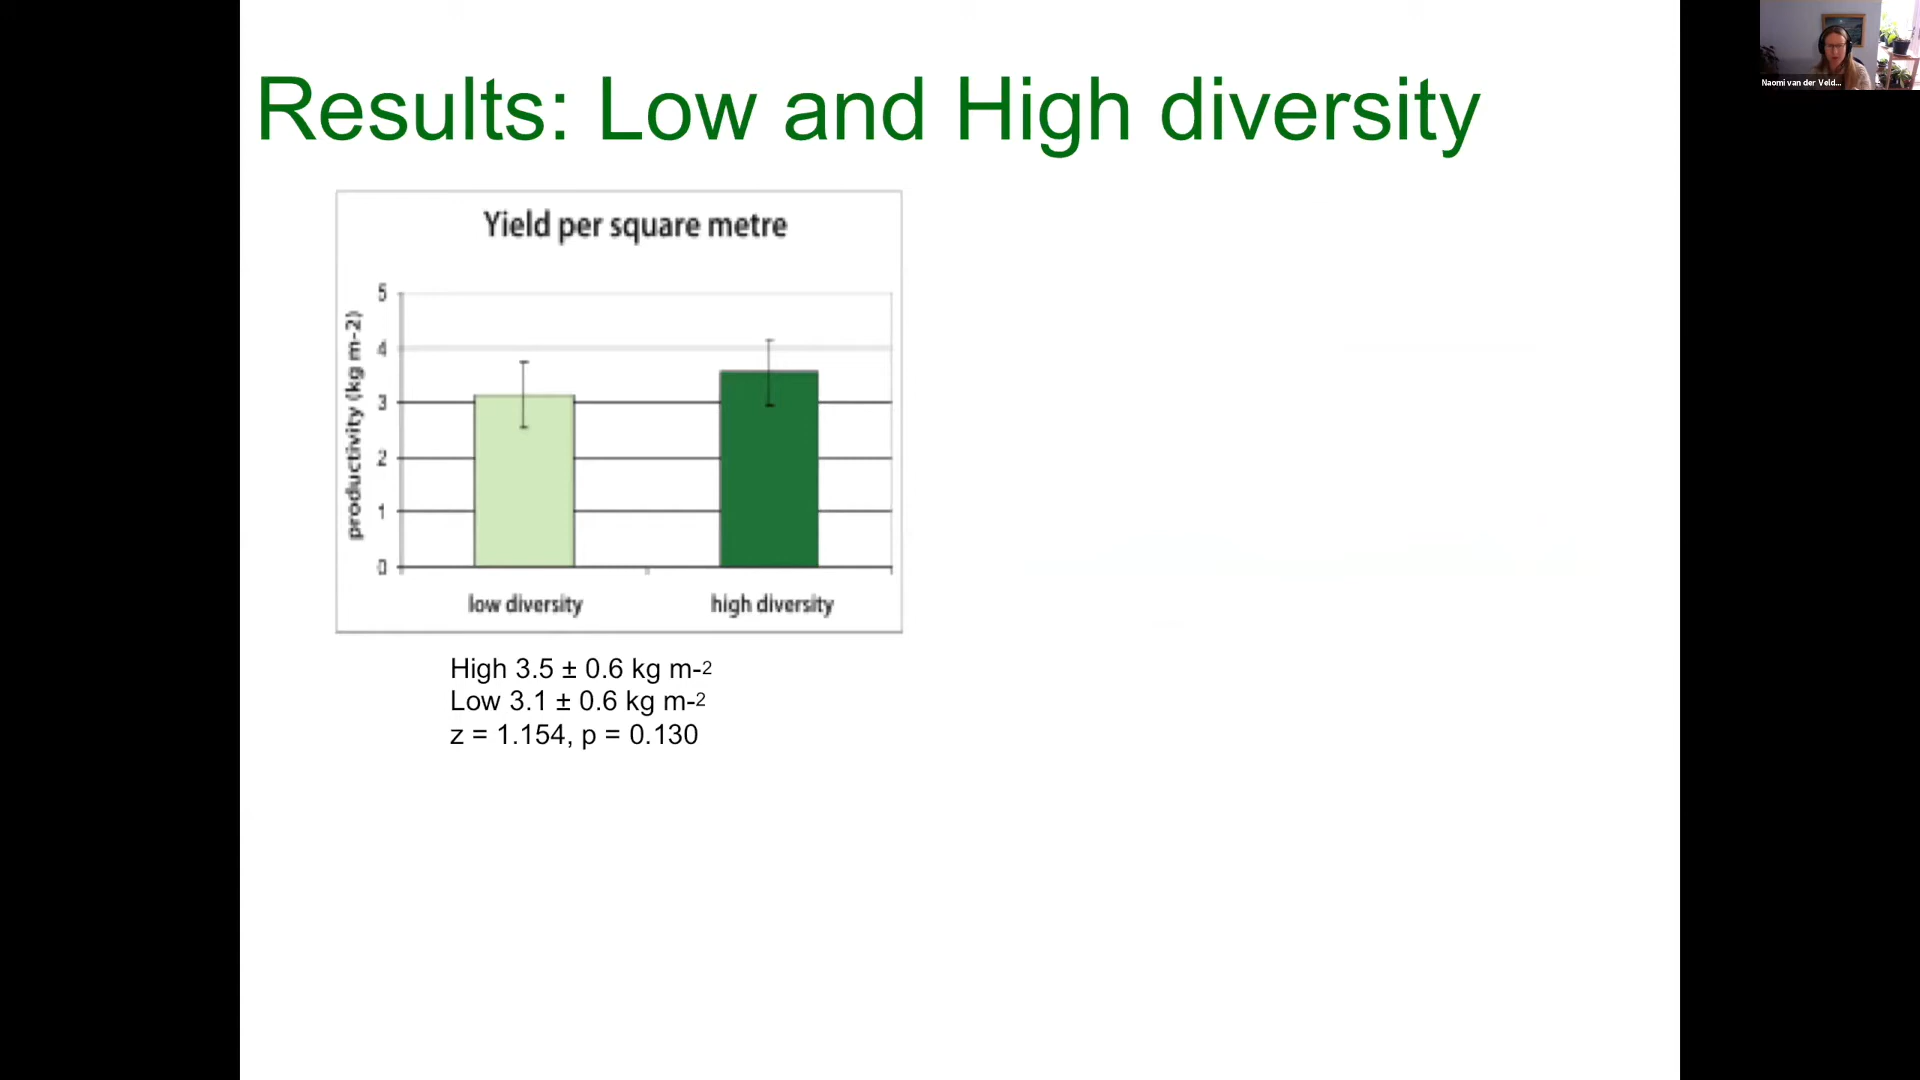 Results: Low and High diversity
Naomi van der Veld...
Yield per square metre
productivity (kg m-2)
5
4
3
2
1
0
low diversity
high diversity
High 3.5 ± 0.6 kg m-2
Low 3.1 ± 0.6 kg m-2
z = 1.154, p = 0.130